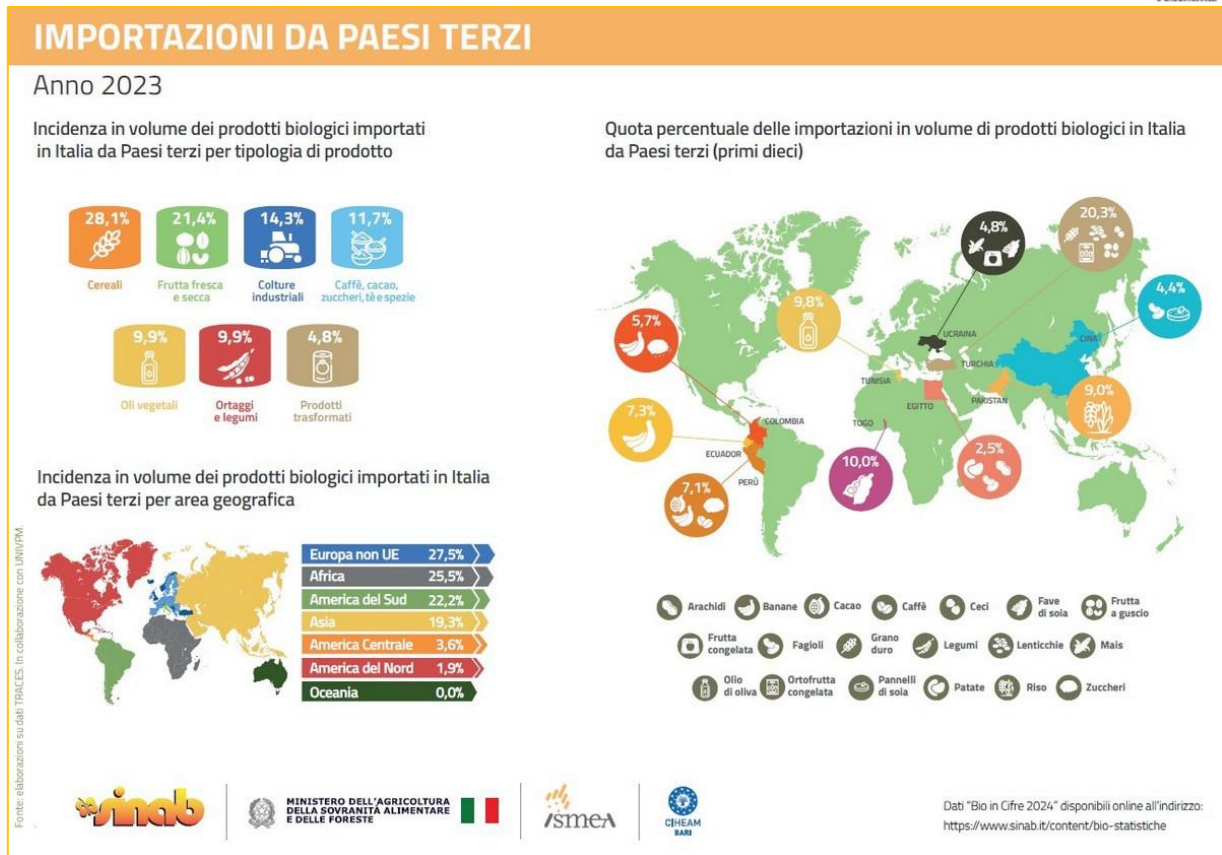 IMPORTAZIONI DA PAESI TERZI
Anno 2023
Incidenza in volume dei prodotti biologici importati
in Italia da Paesi terzi per tipologia di prodotto
28,1%
Cereali
21,4%
Frutta fresca
e secca
14,3%
Colture
industriali
11,7%
Caffè, cacao,
zuccheri, tè e spezie
9,9%
Oli vegetali
9,9%
Ortaggi
e legumi
4,8%
Prodotti
trasformati
Incidenza in volume dei prodotti biologici importati in Italia
da Paesi terzi per area geografica
Europa non UE 27,5%
Africa 25,5%
America del Sud 22,2%
Asia 19,3%
America Centrale 3,6%
America del Nord 1,9%
Oceania 0,0%
Quota percentuale delle importazioni in volume di prodotti biologici in Italia
da Paesi terzi (primi dieci)
4,8%
20,3%
4,4%
9,8%
5,7%
UCRAINA
CINA
TURCHIA
TUNISIA
9,0%
PAKISTAN
EGITTO
7,3%
COLOMBIA
TOGO
ECUADOR
10,0%
2,5%
PERÙ
7,1%
Arachidi
Banane
Cacao
Caffè
Ceci
Fave
di soia
Frutta
a guscio
Frutta
congelata
Fagioli
Grano
duro
Legumi
Lenticchie
Mais
Olio
di oliva
Ortofrutta
congelata
Pannelli
di soia
Patate
Riso
Zuccheri
Fonte: elaborazioni su dati TRACES. In collaborazione con UNIVPM.
sinab
MINISTERO DELL'AGRICOLTURA
DELLA SOVRANITÀ ALIMENTARE
E DELLE FORESTE
ismea
CIHEAM
BARI
Dati "Bio in Cifre 2024" disponibili online all'indirizzo:
https://www.sinab.it/content/bio-statistiche